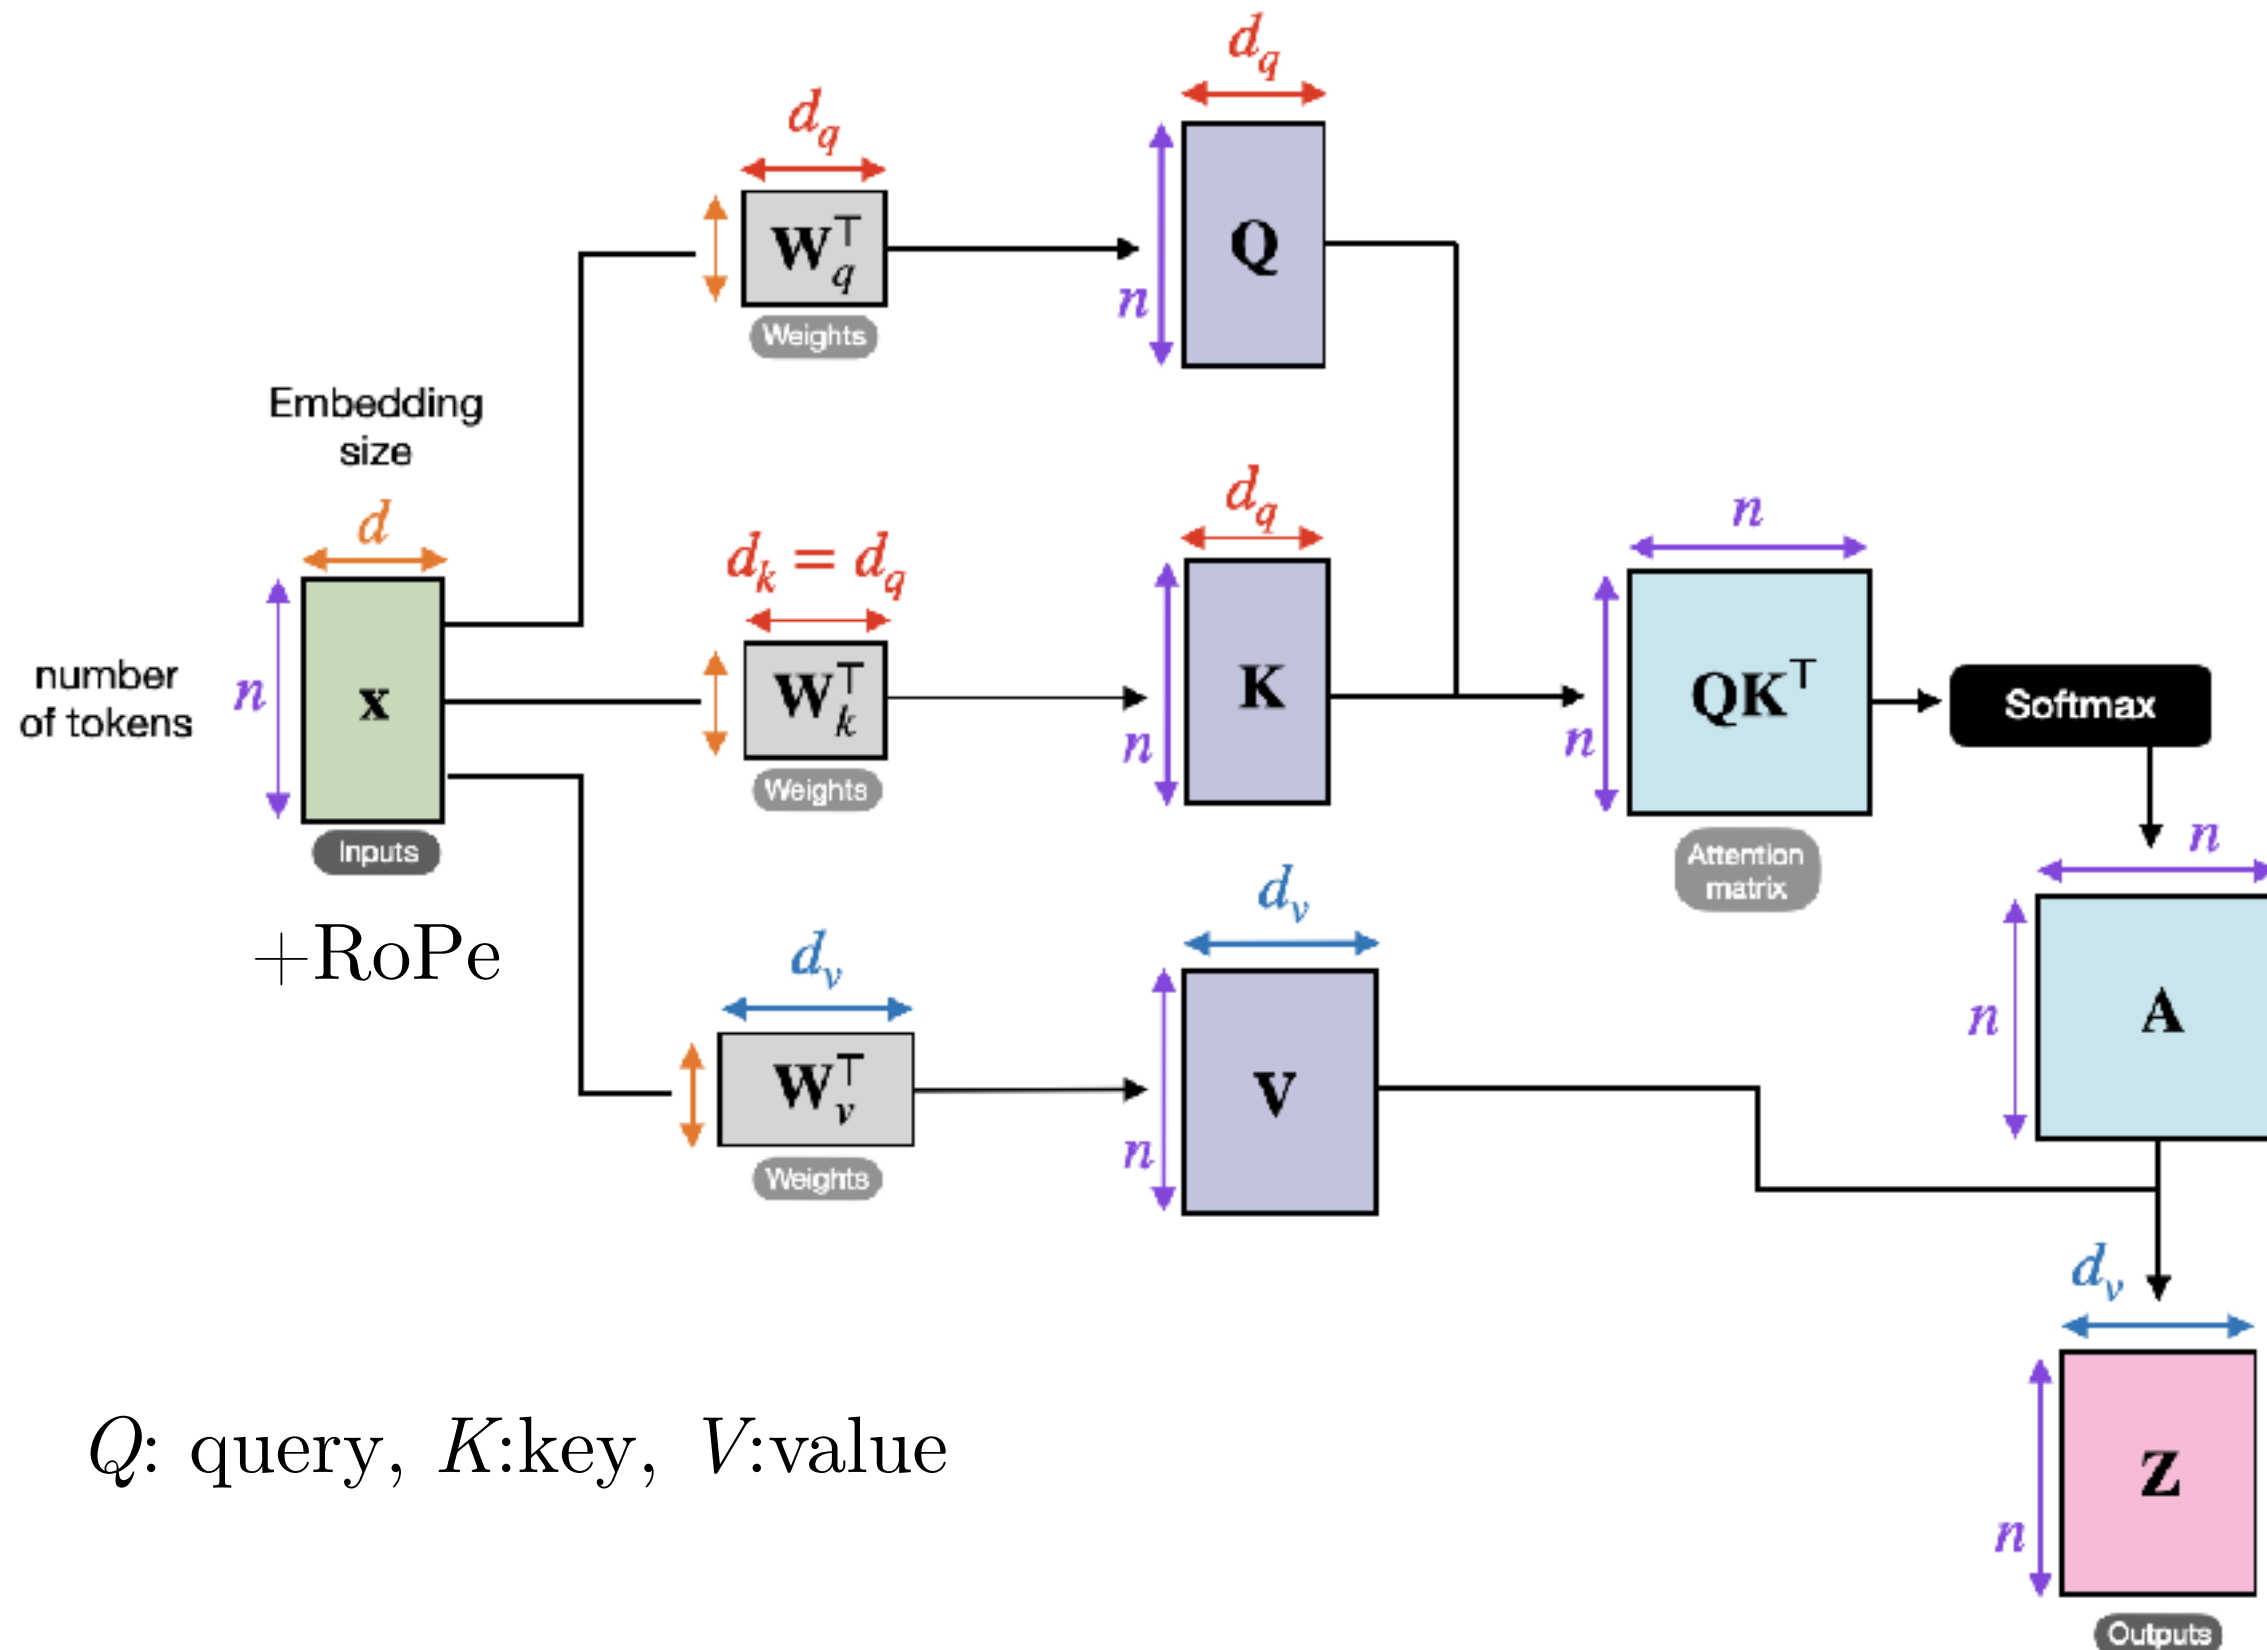 d_q
d_q
W_q^⊤
Q
n
Weights
Embedding
size
d
d_k = d_q
d_q
n
number
of tokens
n
x
W_k^⊤
K
n
QK^⊤
n
Softmax
Weights
Inputs
Attention
matrix
n
+RoPe
d_v
d_v
W_v^⊤
V
n
A
n
Weights
d_v
Q: query, K:key, V:value
Z
n
Outputs